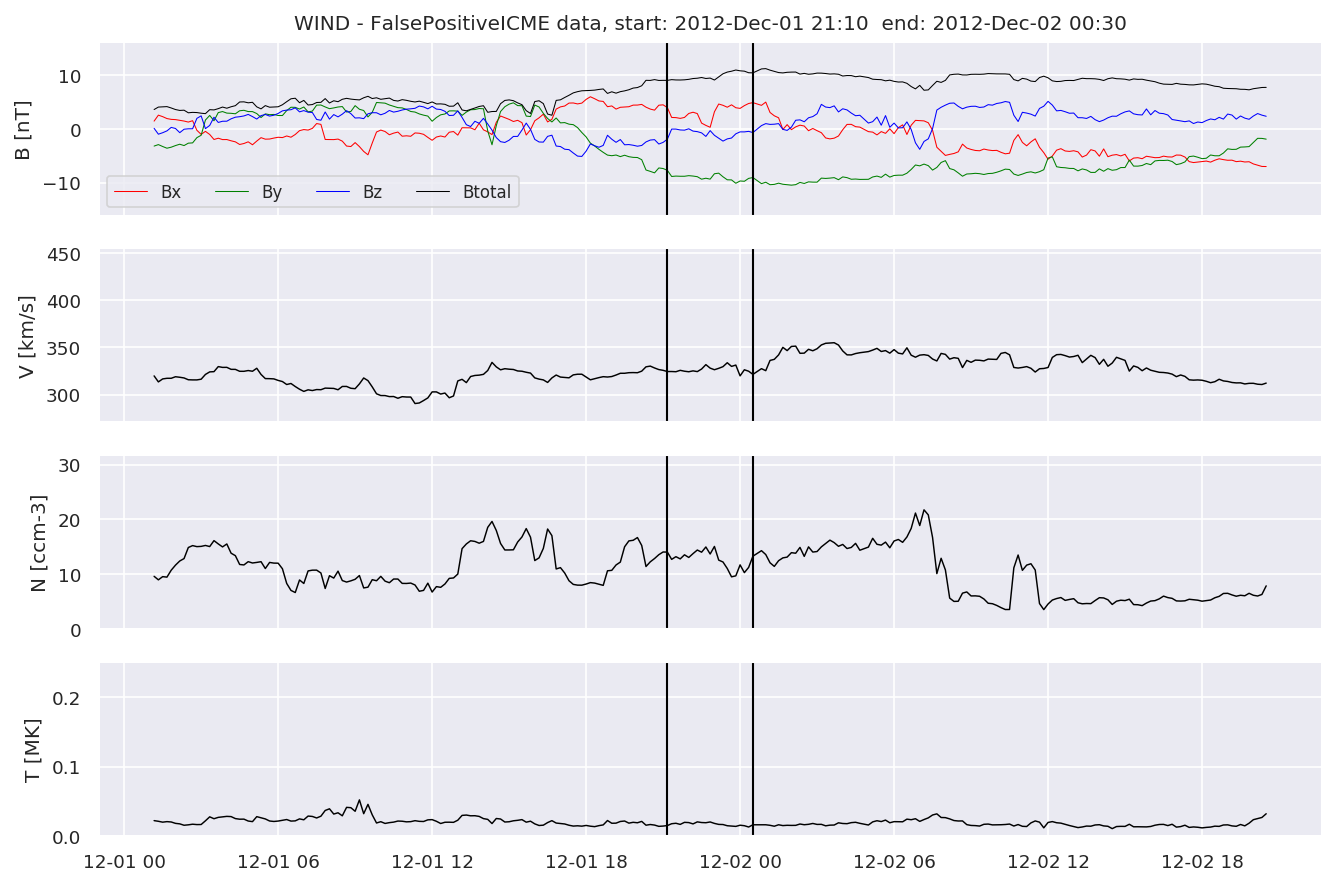 WIND - FalsePositiveICME data, start: 2012-Dec-01 21:10  end: 2012-Dec-02 00:30
B [nT]
10
0
−10
Bx By Bz Btotal
V [km/s]
450
400
350
300
N [ccm-3]
30
20
10
0
T [MK]
0.2
0.1
0.0
12-01 00 12-01 06 12-01 12 12-01 18 12-02 00 12-02 06 12-02 12 12-02 18